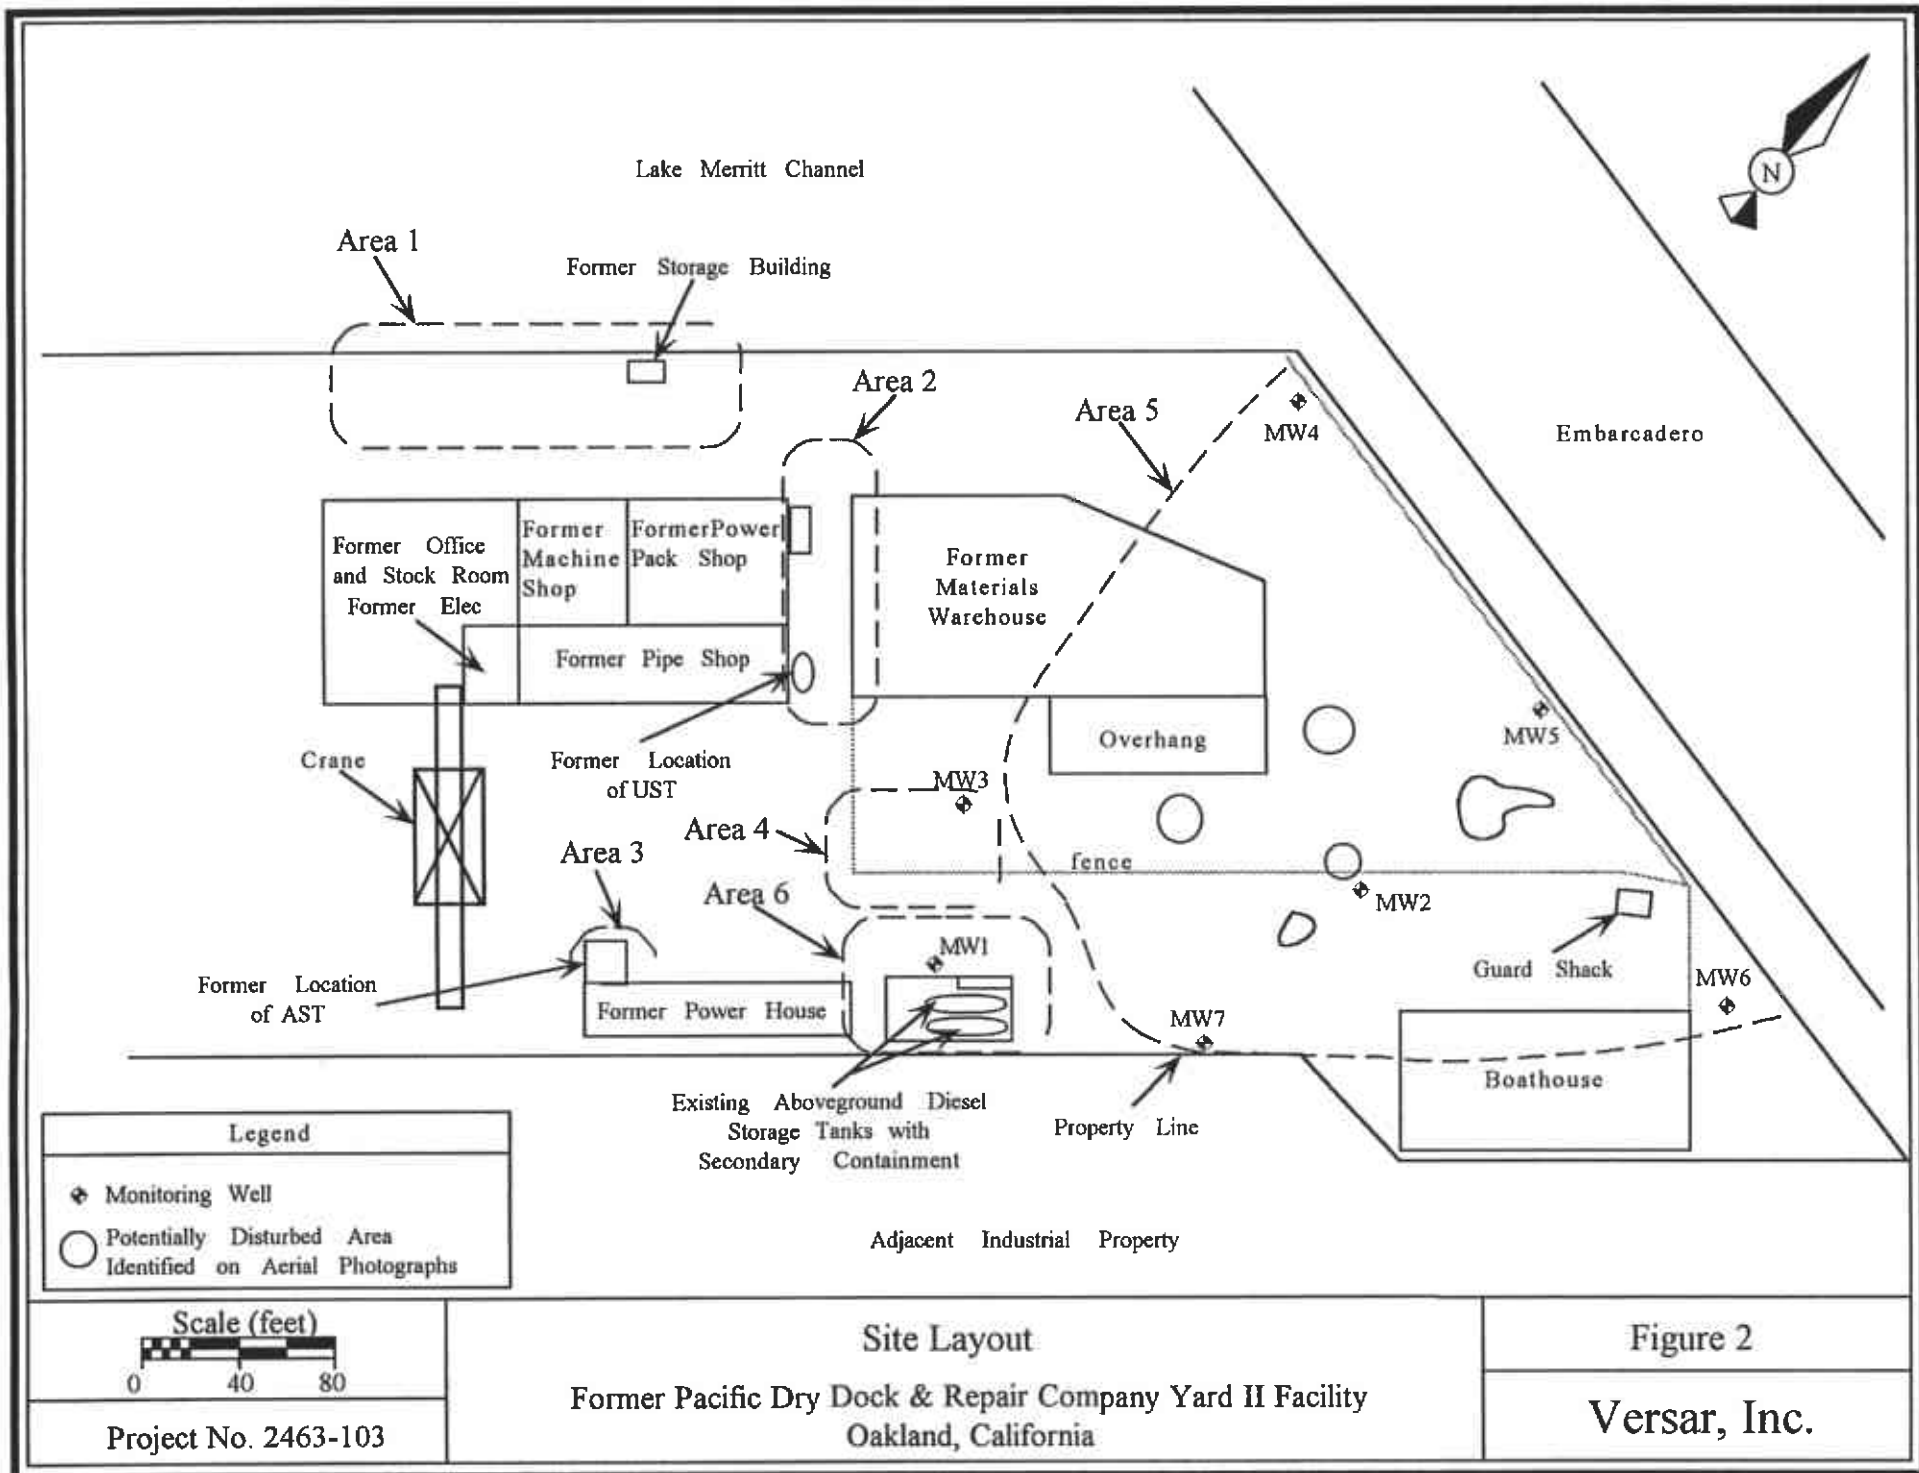 Lake Merritt Channel
N
Area 1
Former Storage Building
Area 2
Area 5
MW4
Embarcadero
Former Office
and Stock Room
Former Elec
Former
Machine
Shop
FormerPower
Pack Shop
Former
Materials
Warehouse
Former Pipe Shop
Crane
Former Location
of UST
Overhang
MW5
MW3
Area 4
Area 3
fence
Area 6
MW2
MW1
Guard Shack
MW6
Former Location
of AST
Former Power House
MW7
Boathouse
Existing Aboveground Diesel
Storage Tanks with
Secondary Containment
Property Line
Legend
Monitoring Well
Potentially Disturbed Area
Identified on Aerial Photographs
Adjacent Industrial Property
Scale (feet)
0 40 80
Project No. 2463-103
Site Layout
Former Pacific Dry Dock & Repair Company Yard II Facility
Oakland, California
Figure 2
Versar, Inc.